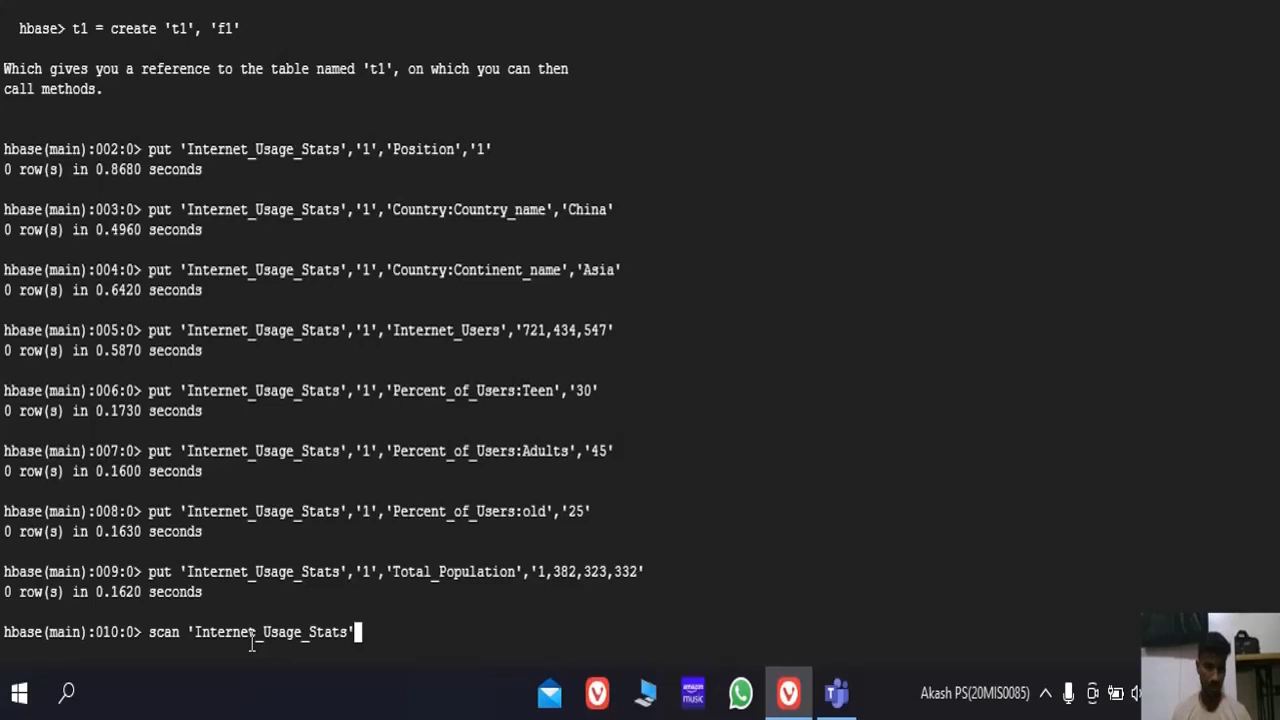 hbase> t1 = create 't1', 'f1'
Which gives you a reference to the table named 't1', on which you can then
call methods.
hbase(main):002:0> put 'Internet_Usage_Stats','1','Position','1'
0 row(s) in 0.8680 seconds
hbase(main):003:0> put 'Internet_Usage_Stats','1','Country:Country_name','China'
0 row(s) in 0.4960 seconds
hbase(main):004:0> put 'Internet_Usage_Stats','1','Country:Continent_name','Asia'
0 row(s) in 0.6420 seconds
hbase(main):005:0> put 'Internet_Usage_Stats','1','Internet_Users','721,434,547'
0 row(s) in 0.5870 seconds
hbase(main):006:0> put 'Internet_Usage_Stats','1','Percent_of_Users:Teen','30'
0 row(s) in 0.1730 seconds
hbase(main):007:0> put 'Internet_Usage_Stats','1','Percent_of_Users:Adults','45'
0 row(s) in 0.1600 seconds
hbase(main):008:0> put 'Internet_Usage_Stats','1','Percent_of_Users:old','25'
0 row(s) in 0.1630 seconds
hbase(main):009:0> put 'Internet_Usage_Stats','1','Total_Population','1,382,323,332'
0 row(s) in 0.1620 seconds
hbase(main):010:0> scan 'Internet_Usage_Stats'
amazon music
Akash PS(20MIS0085)